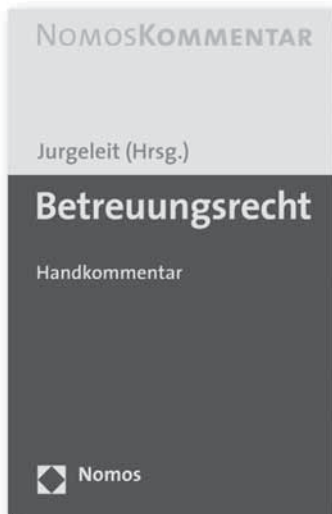 NOMOSKOMMENTAR
Jurgeleit (Hrsg.)
Betreuungsrecht
Handkommentar
Nomos